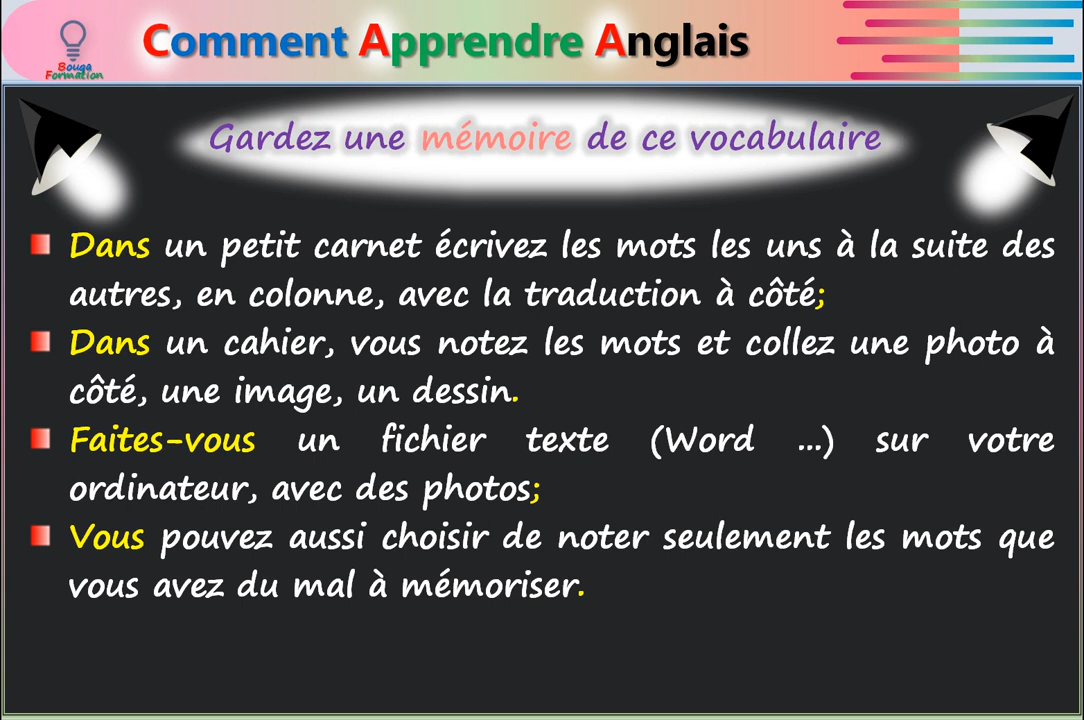 Comment Apprendre Anglais
Bouga
Formation
Gardez une mémoire de ce vocabulaire
Dans un petit carnet écrivez les mots les uns à la suite des
autres, en colonne, avec la traduction à côté;
Dans un cahier, vous notez les mots et collez une photo à
côté, une image, un dessin.
Faites-vous un fichier texte (Word ...) sur votre
ordinateur, avec des photos;
Vous pouvez aussi choisir de noter seulement les mots que
vous avez du mal à mémoriser.